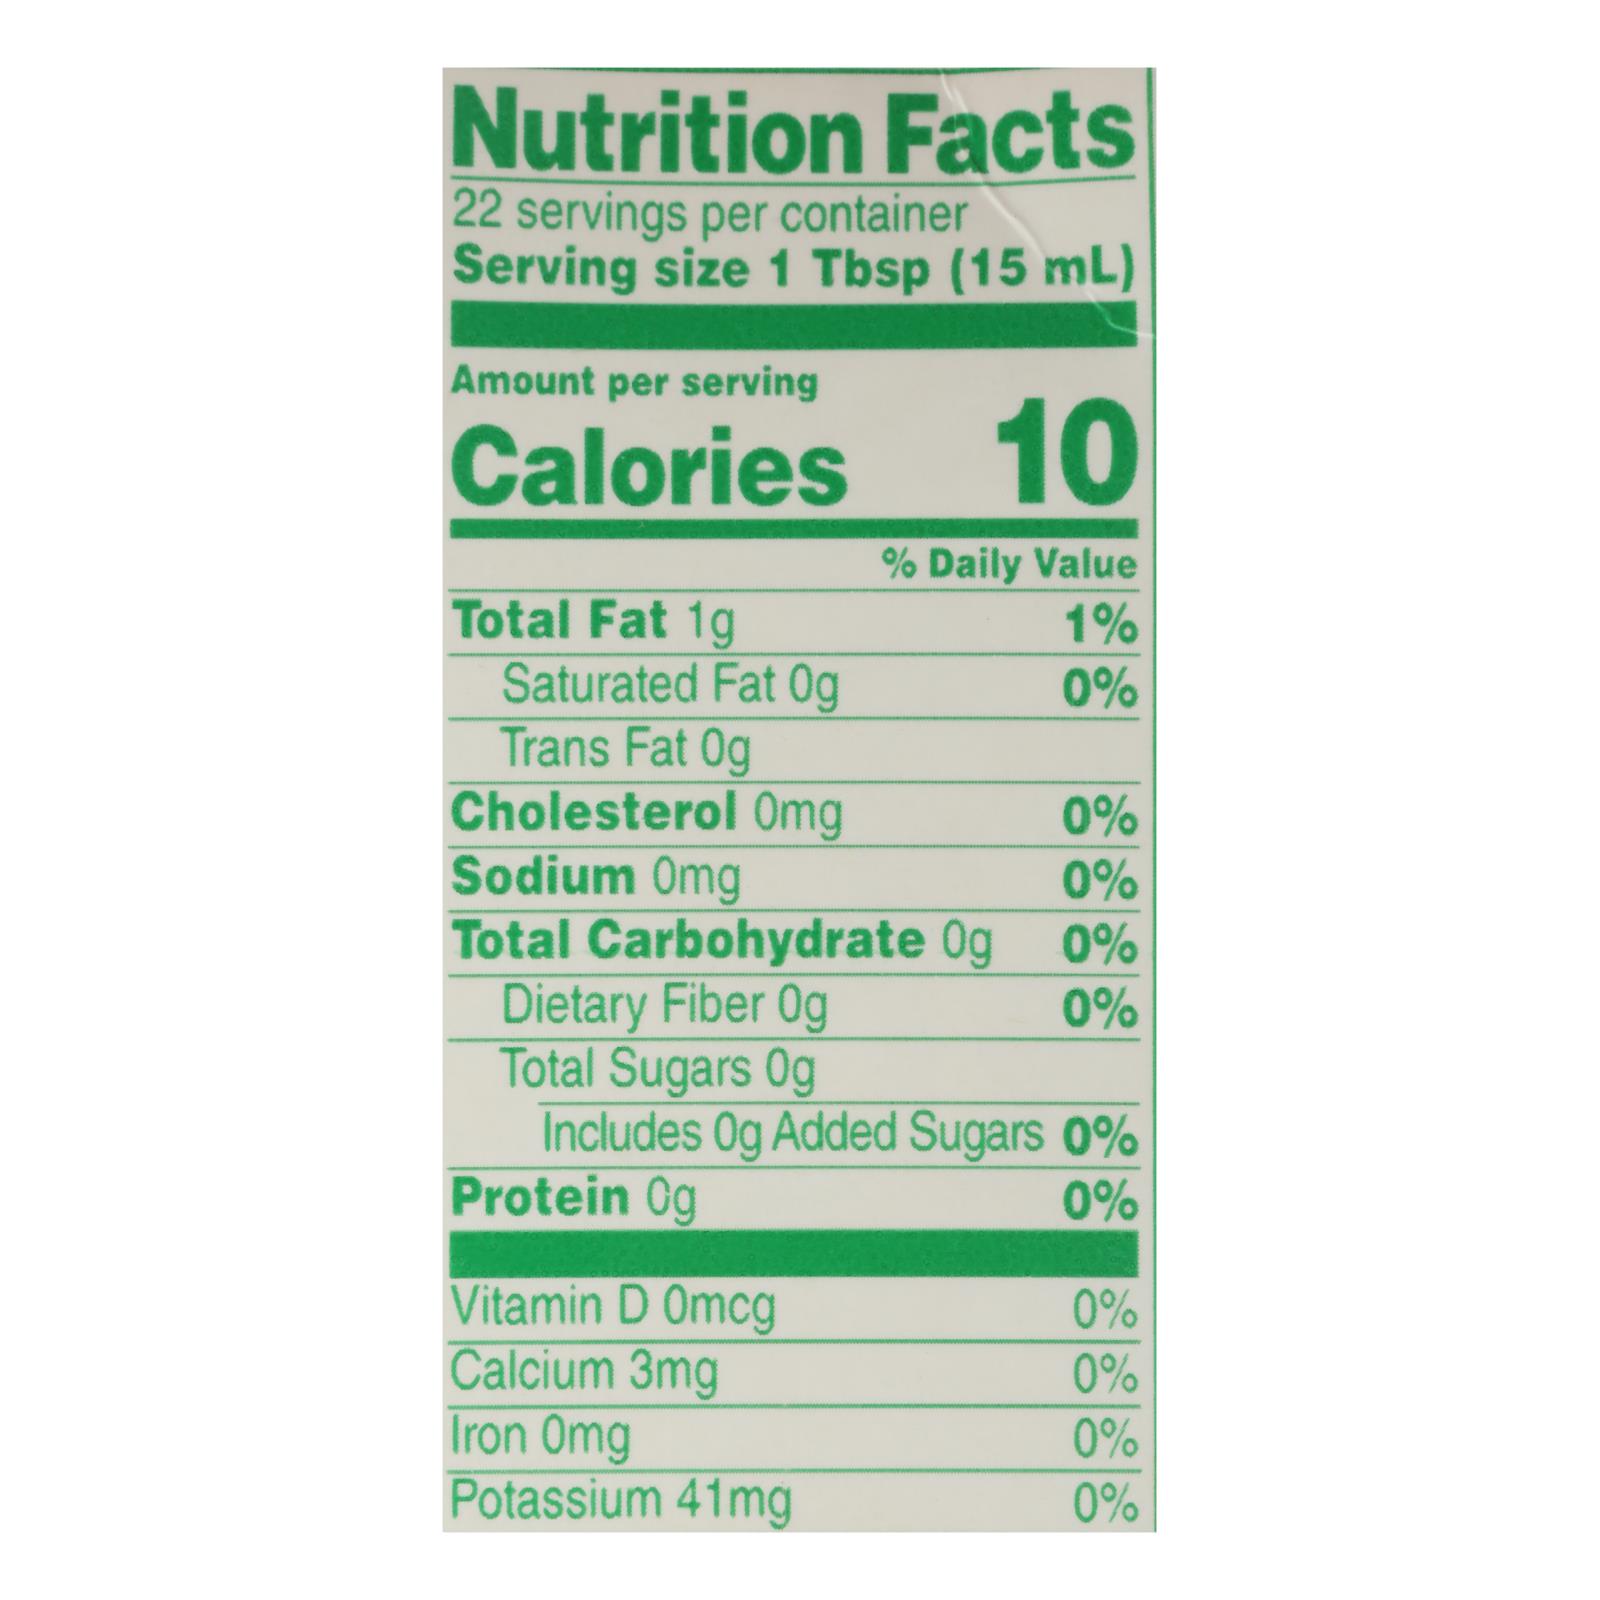 Nutrition Facts
22 servings per container
Serving size 1 Tbsp (15 mL)
Amount per serving
Calories 10
% Daily Value
Total Fat 1g 1%
Saturated Fat 0g 0%
Trans Fat 0g
Cholesterol 0mg 0%
Sodium 0mg 0%
Total Carbohydrate 0g 0%
Dietary Fiber 0g 0%
Total Sugars 0g
Includes 0g Added Sugars 0%
Protein 0g 0%
Vitamin D 0mcg 0%
Calcium 3mg 0%
Iron 0mg 0%
Potassium 41mg 0%